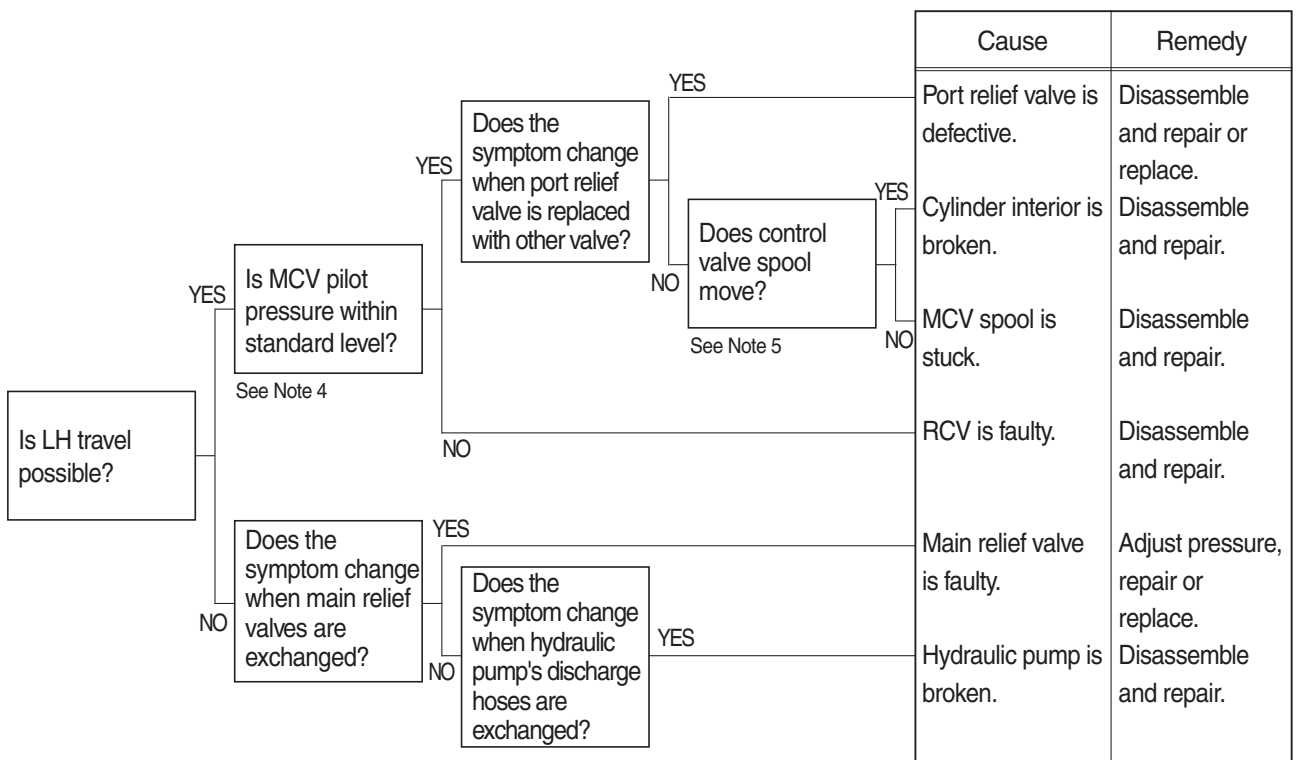 Cause
Remedy
YES
Port relief valve is
defective.
Disassemble
and repair or
replace.
Does the
symptom change
when port relief
valve is replaced
with other valve?
YES
YES
Cylinder interior is
broken.
Disassemble
and repair.
Does control
valve spool
move?
NO
See Note 5
NO
MCV spool is
stuck.
Disassemble
and repair.
YES
Is MCV pilot
pressure within
standard level?
See Note 4
NO
RCV is faulty.
Disassemble
and repair.
Is LH travel
possible?
YES
Main relief valve
is faulty.
Adjust pressure,
repair or
replace.
Does the
symptom change
when main relief
valves are
exchanged?
NO
Does the
symptom change
when hydraulic
pump's discharge
hoses are
exchanged?
NO
YES
Hydraulic pump is
broken.
Disassemble
and repair.